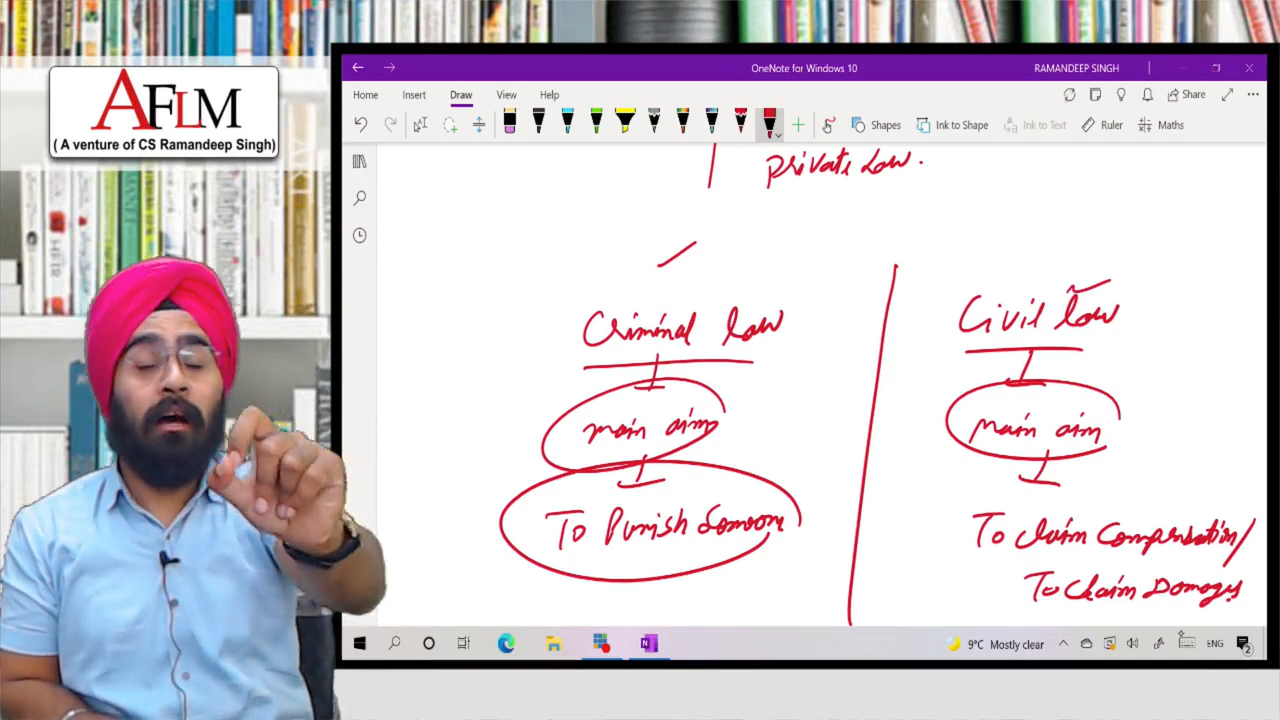 AFLM
( A venture of CS Ramandeep Singh)
OneNote for Windows 10
RAMANDEEP SINGH
Home Insert Draw View Help
Share
Shapes Ink to Shape Ink to Text Ruler Maths
private Law.
Criminal law
main aim
To Punish Someone
Civil law
main aim
To Claim Compensation/
To Claim Damages
9°C Mostly clear
ENG
2